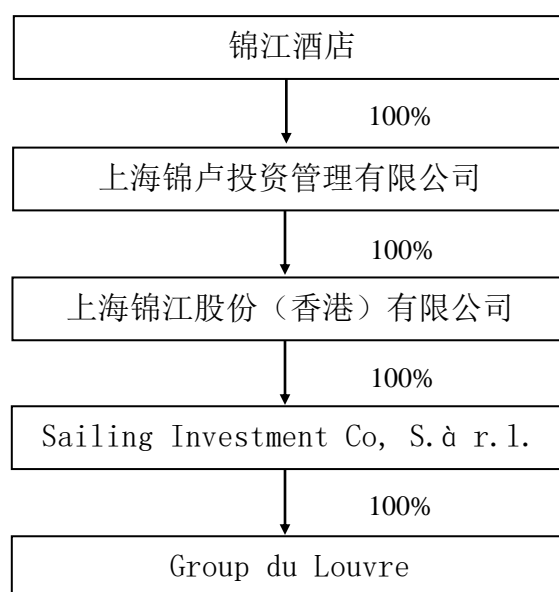 锦江酒店
100%
上海锦卢投资管理有限公司
100%
上海锦江股份（香港）有限公司
100%
Sailing Investment Co, S.à r.l.
100%
Group du Louvre